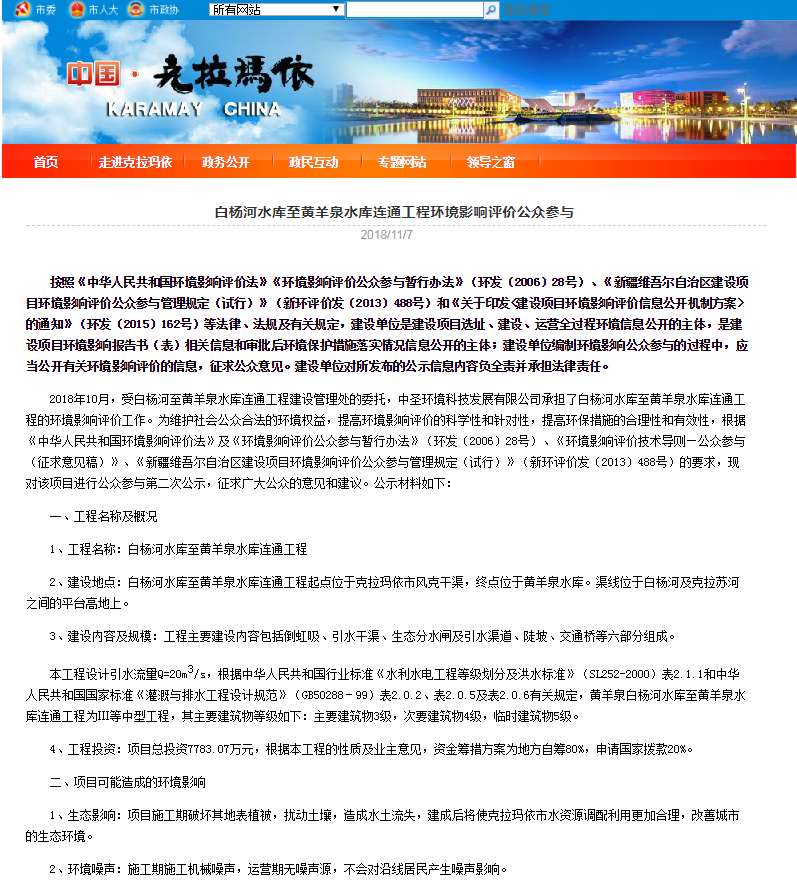 市委 市人大 市政协 所有网站
中国·克拉玛依
KARAMAY CHINA
首页 走进克拉玛依 政务公开 政民互动 专题网站 领导之窗
白杨河水库至黄羊泉水库连通工程环境影响评价公众参与
2018/11/7
按照《中华人民共和国环境影响评价法》《环境影响评价公众参与暂行办法》（环发（2006）28号）、《新疆维吾尔自治区建设项
目环境影响评价公众参与管理规定（试行）》（新环评价发（2013）488号）和《关于印发<建设项目环境影响评价信息公开机制方案>
的通知》（环发（2015）162号）等法律、法规及有关规定，建设单位是建设项目选址、建设、运营全过程环境信息公开的主体，是建
设项目环境影响报告书（表）相关信息和审批后环境保护措施落实情况信息公开的主体；建设单位编制环境影响公众参与的过程中，应
当公开有关环境影响评价的信息，征求公众意见。建设单位对所发布的公示信息内容负全责并承担法律责任。
2018年10月，受白杨河至黄羊泉水库连通工程建设管理处的委托，中圣环境科技发展有限公司承担了白杨河水库至黄羊泉水库连通工
程的环境影响评价工作。为维护社会公众合法的环境权益，提高环境影响评价的科学性和针对性，提高环保措施的合理性和有效性，根据
《中华人民共和国环境影响评价法》及《环境影响评价公众参与暂行办法》（环发（2006）28号）、《环境影响评价技术导则—公众参与
（征求意见稿）》、《新疆维吾尔自治区建设项目环境影响评价公众参与管理规定（试行）》（新环评价发（2013）488号）的要求，现
对该项目进行公众参与第二次公示，征求广大公众的意见和建议。公示材料如下：
一、工程名称及概况
1、工程名称：白杨河水库至黄羊泉水库连通工程
2、建设地点：白杨河水库至黄羊泉水库连通工程起点位于克拉玛依市风克干渠，终点位于黄羊泉水库。渠线位于白杨河及克拉苏河
之间的平台高地上。
3、建设内容及规模：工程主要建设内容包括倒虹吸、引水干渠、生态分水闸及引水渠道、陡坡、交通桥等六部分组成。
本工程设计引水流量Q=20m³/s，根据中华人民共和国行业标准《水利水电工程等级划分及洪水标准》（SL252-2000）表2.1.1和中华
人民共和国国家标准《灌溉与排水工程设计规范》（GB50288－99）表2.0.2、表2.0.5及表2.0.6有关规定，黄羊泉白杨河水库至黄羊泉水
库连通工程为III等中型工程，其主要建筑物等级如下：主要建筑物3级，次要建筑物4级，临时建筑物5级。
4、工程投资：项目总投资7783.07万元，根据本工程的性质及业主意见，资金筹措方案为地方自筹80%，申请国家拨款20%。
二、项目可能造成的环境影响
1、生态影响：项目施工期破坏其地表植被，扰动土壤，造成水土流失，建成后将使克拉玛依市水资源调配利用更加合理，改善城市
的生态环境。
2、环境噪声：施工期施工机械噪声，运营期无噪声源，不会对沿线居民产生噪声影响。